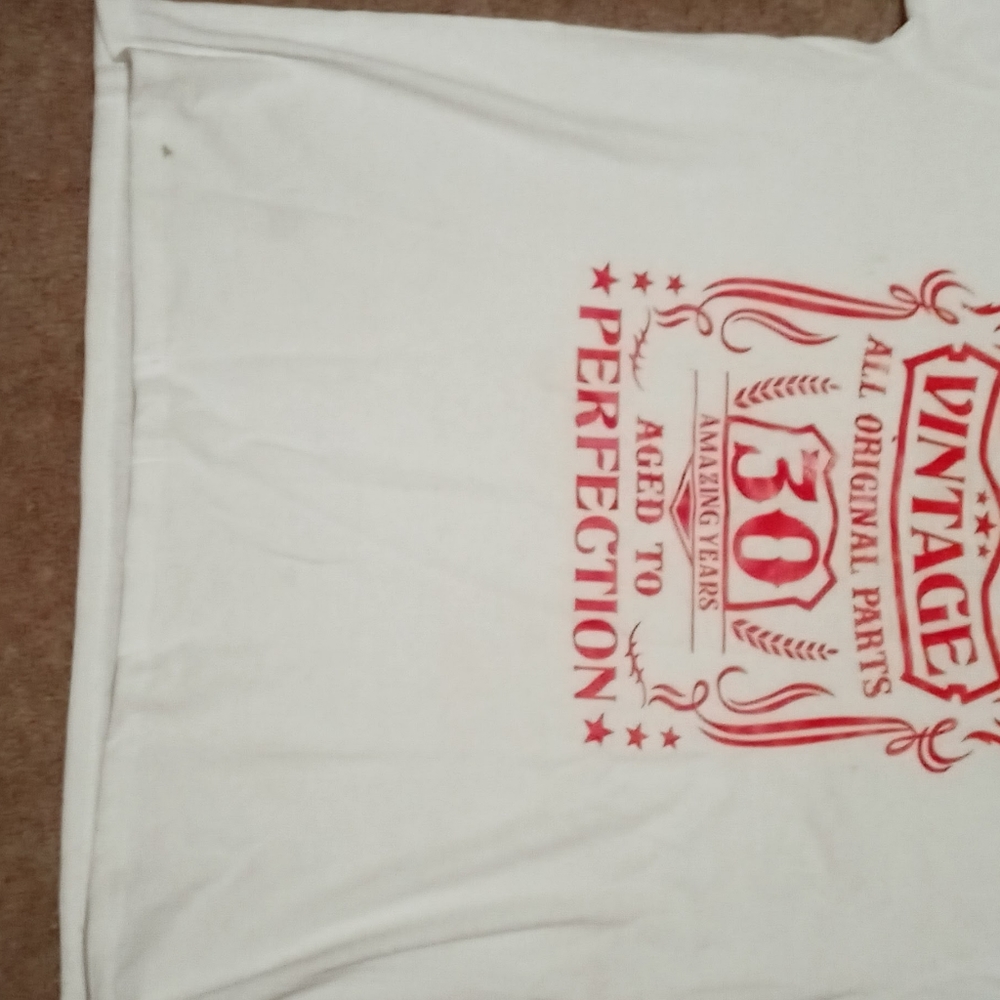 VINTAGE
ALL ORIGINAL PARTS
30
AMAZING YEARS
AGED TO
PERFECTION